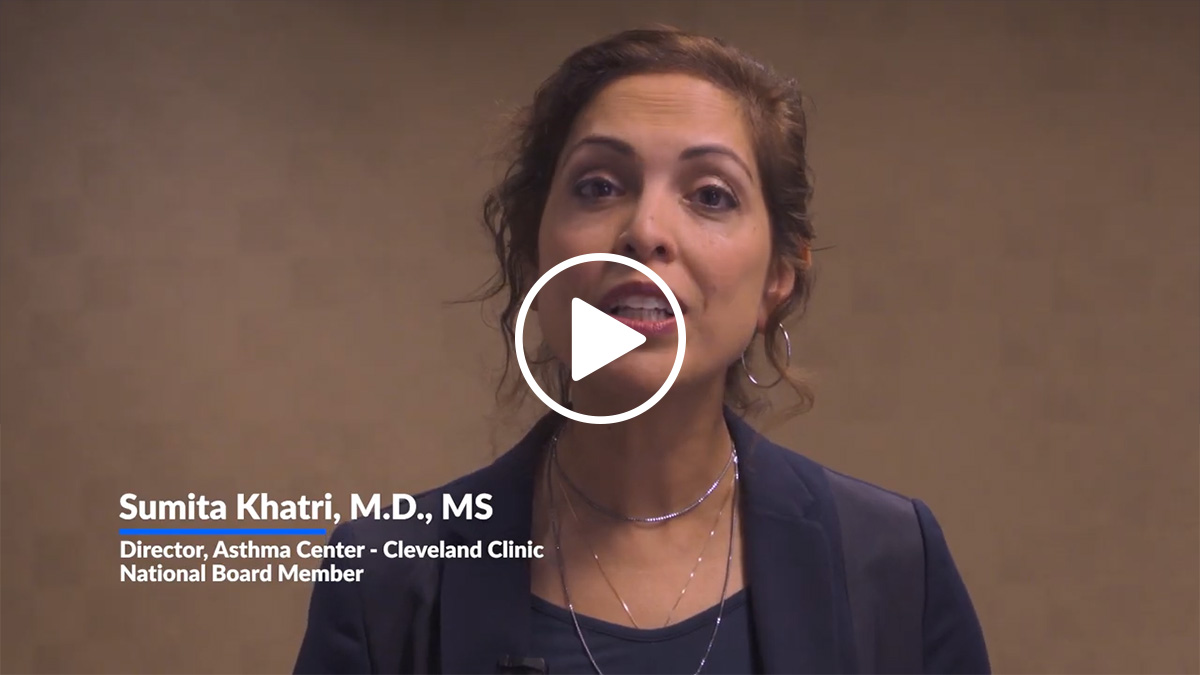 Sumita Khatri, M.D., MS
Director, Asthma Center - Cleveland Clinic
National Board Member